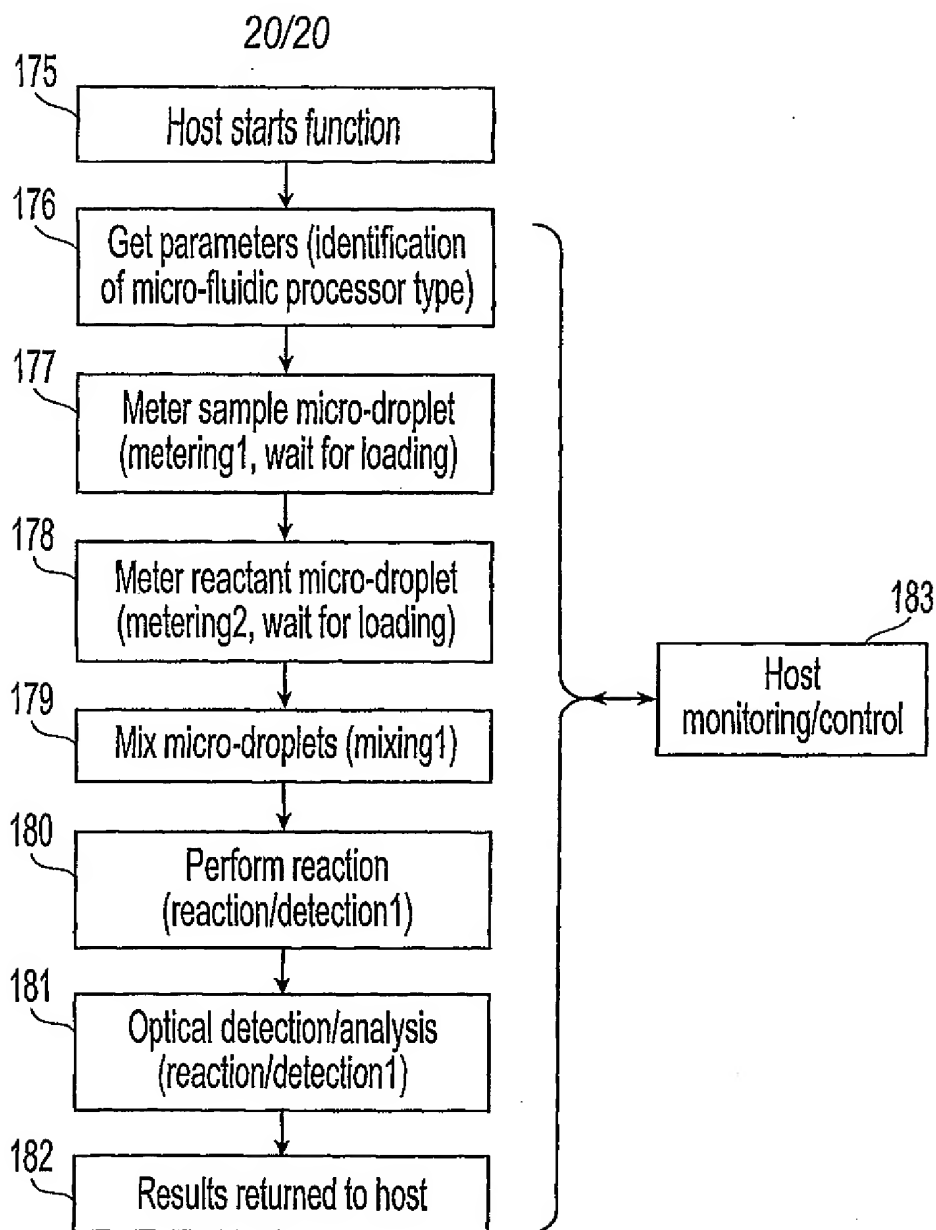 20/20
175
Host starts function
176
Get parameters (identification
of micro-fluidic processor type)
177
Meter sample micro-droplet
(metering1, wait for loading)
178
Meter reactant micro-droplet
(metering2, wait for loading)
183
Host
monitoring/control
179
Mix micro-droplets (mixing1)
180
Perform reaction
(reaction/detection1)
181
Optical detection/analysis
(reaction/detection1)
182
Results returned to host